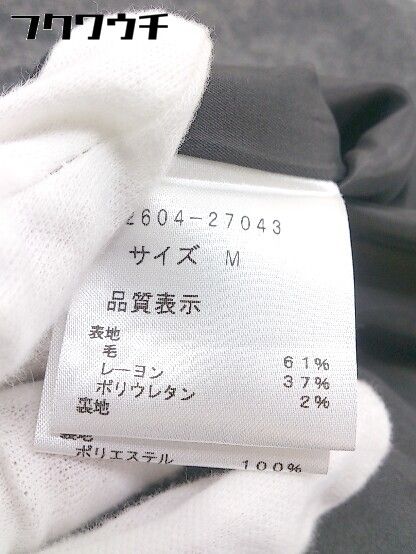 フクワウチ
2604-27043
サイズ M
品質表示
表地
毛 61%
レーヨン 37%
ポリウレタン 2%
裏地
裏地
ポリエステル 100%